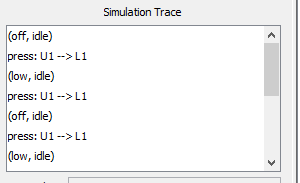 Simulation Trace
(off, idle)
press: U1 --> L1
(low, idle)
press: U1 --> L1
(off, idle)
press: U1 --> L1
(low, idle)